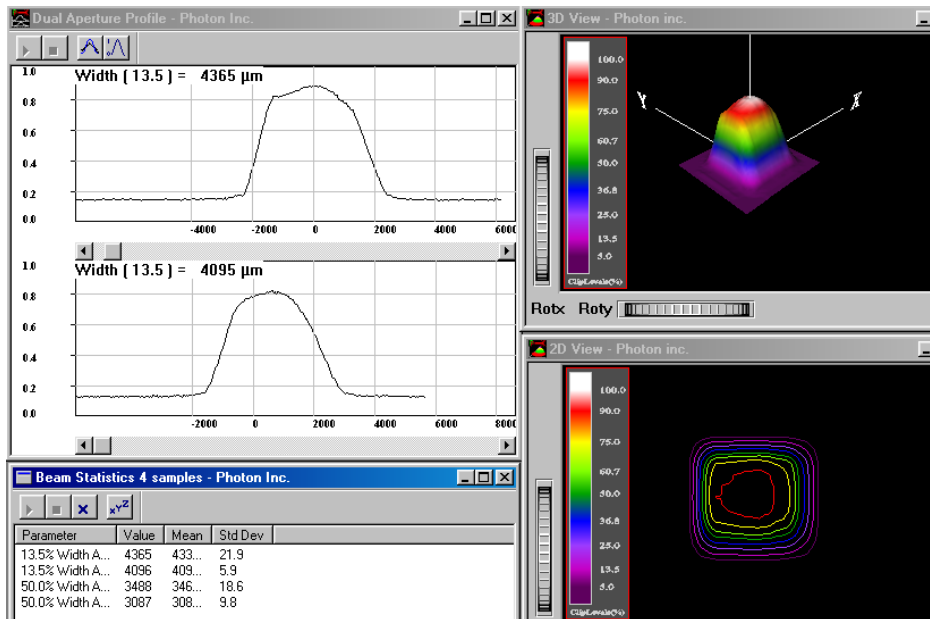 Dual Aperture Profile - Photon Inc.
1.0
Width ( 13.5 ) = 4365 µm
0.8
0.6
0.4
0.2
0.0
-4000 -2000 0 2000 4000 6000
1.0
Width ( 13.5 ) = 4095 µm
0.8
0.6
0.4
0.2
0.0
-2000 0 2000 4000 6000 8000
Beam Statistics 4 samples - Photon Inc.
x xYZ
Parameter Value Mean Std Dev
13.5% Width A... 4365 433... 21.9
13.5% Width A... 4096 409... 5.9
50.0% Width A... 3488 346... 18.6
50.0% Width A... 3087 308... 9.8
3D View - Photon inc.
100.0
90.0
75.0
60.7
50.0
36.8
25.0
13.5
5.0
ClipLevels(%)
Y X
Rotx Roty
2D View - Photon inc.
100.0
90.0
75.0
60.7
50.0
36.8
25.0
13.5
5.0
ClipLevels(%)